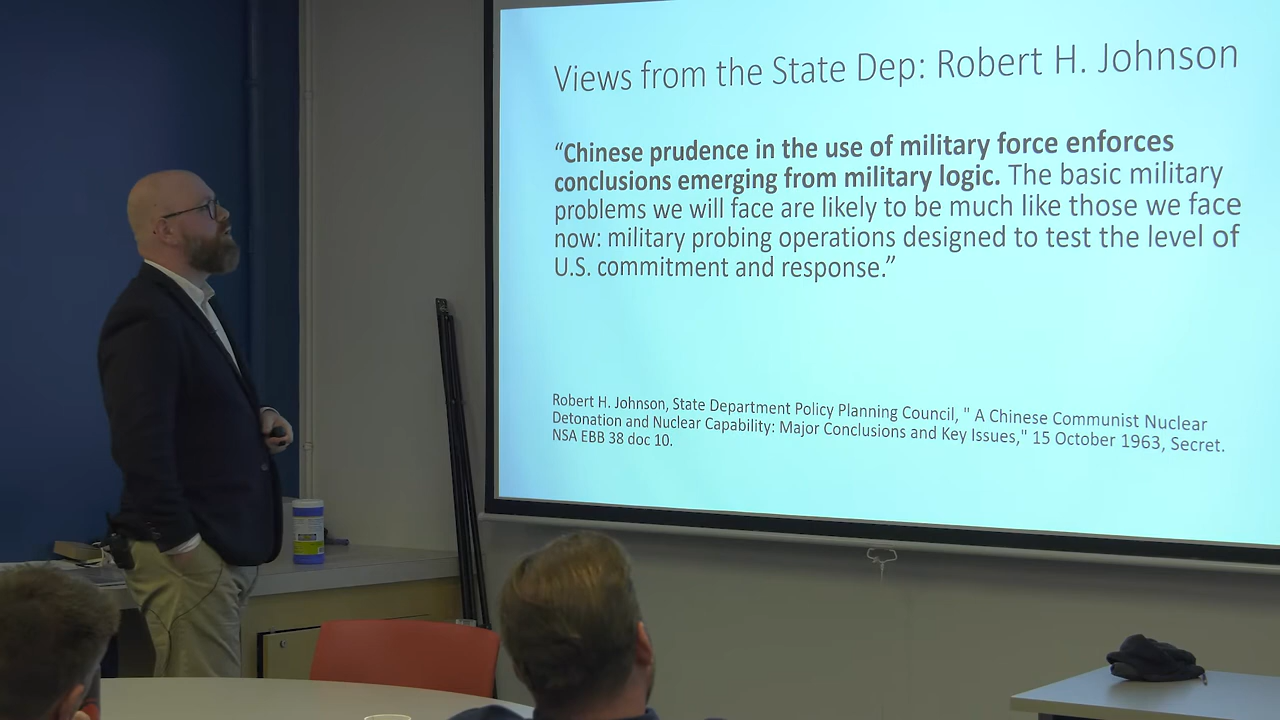 Views from the State Dep: Robert H. Johnson
“Chinese prudence in the use of military force enforces
conclusions emerging from military logic. The basic military
problems we will face are likely to be much like those we face
now: military probing operations designed to test the level of
U.S. commitment and response.”
Robert H. Johnson, State Department Policy Planning Council, " A Chinese Communist Nuclear
Detonation and Nuclear Capability: Major Conclusions and Key Issues," 15 October 1963, Secret.
NSA EBB 38 doc 10.